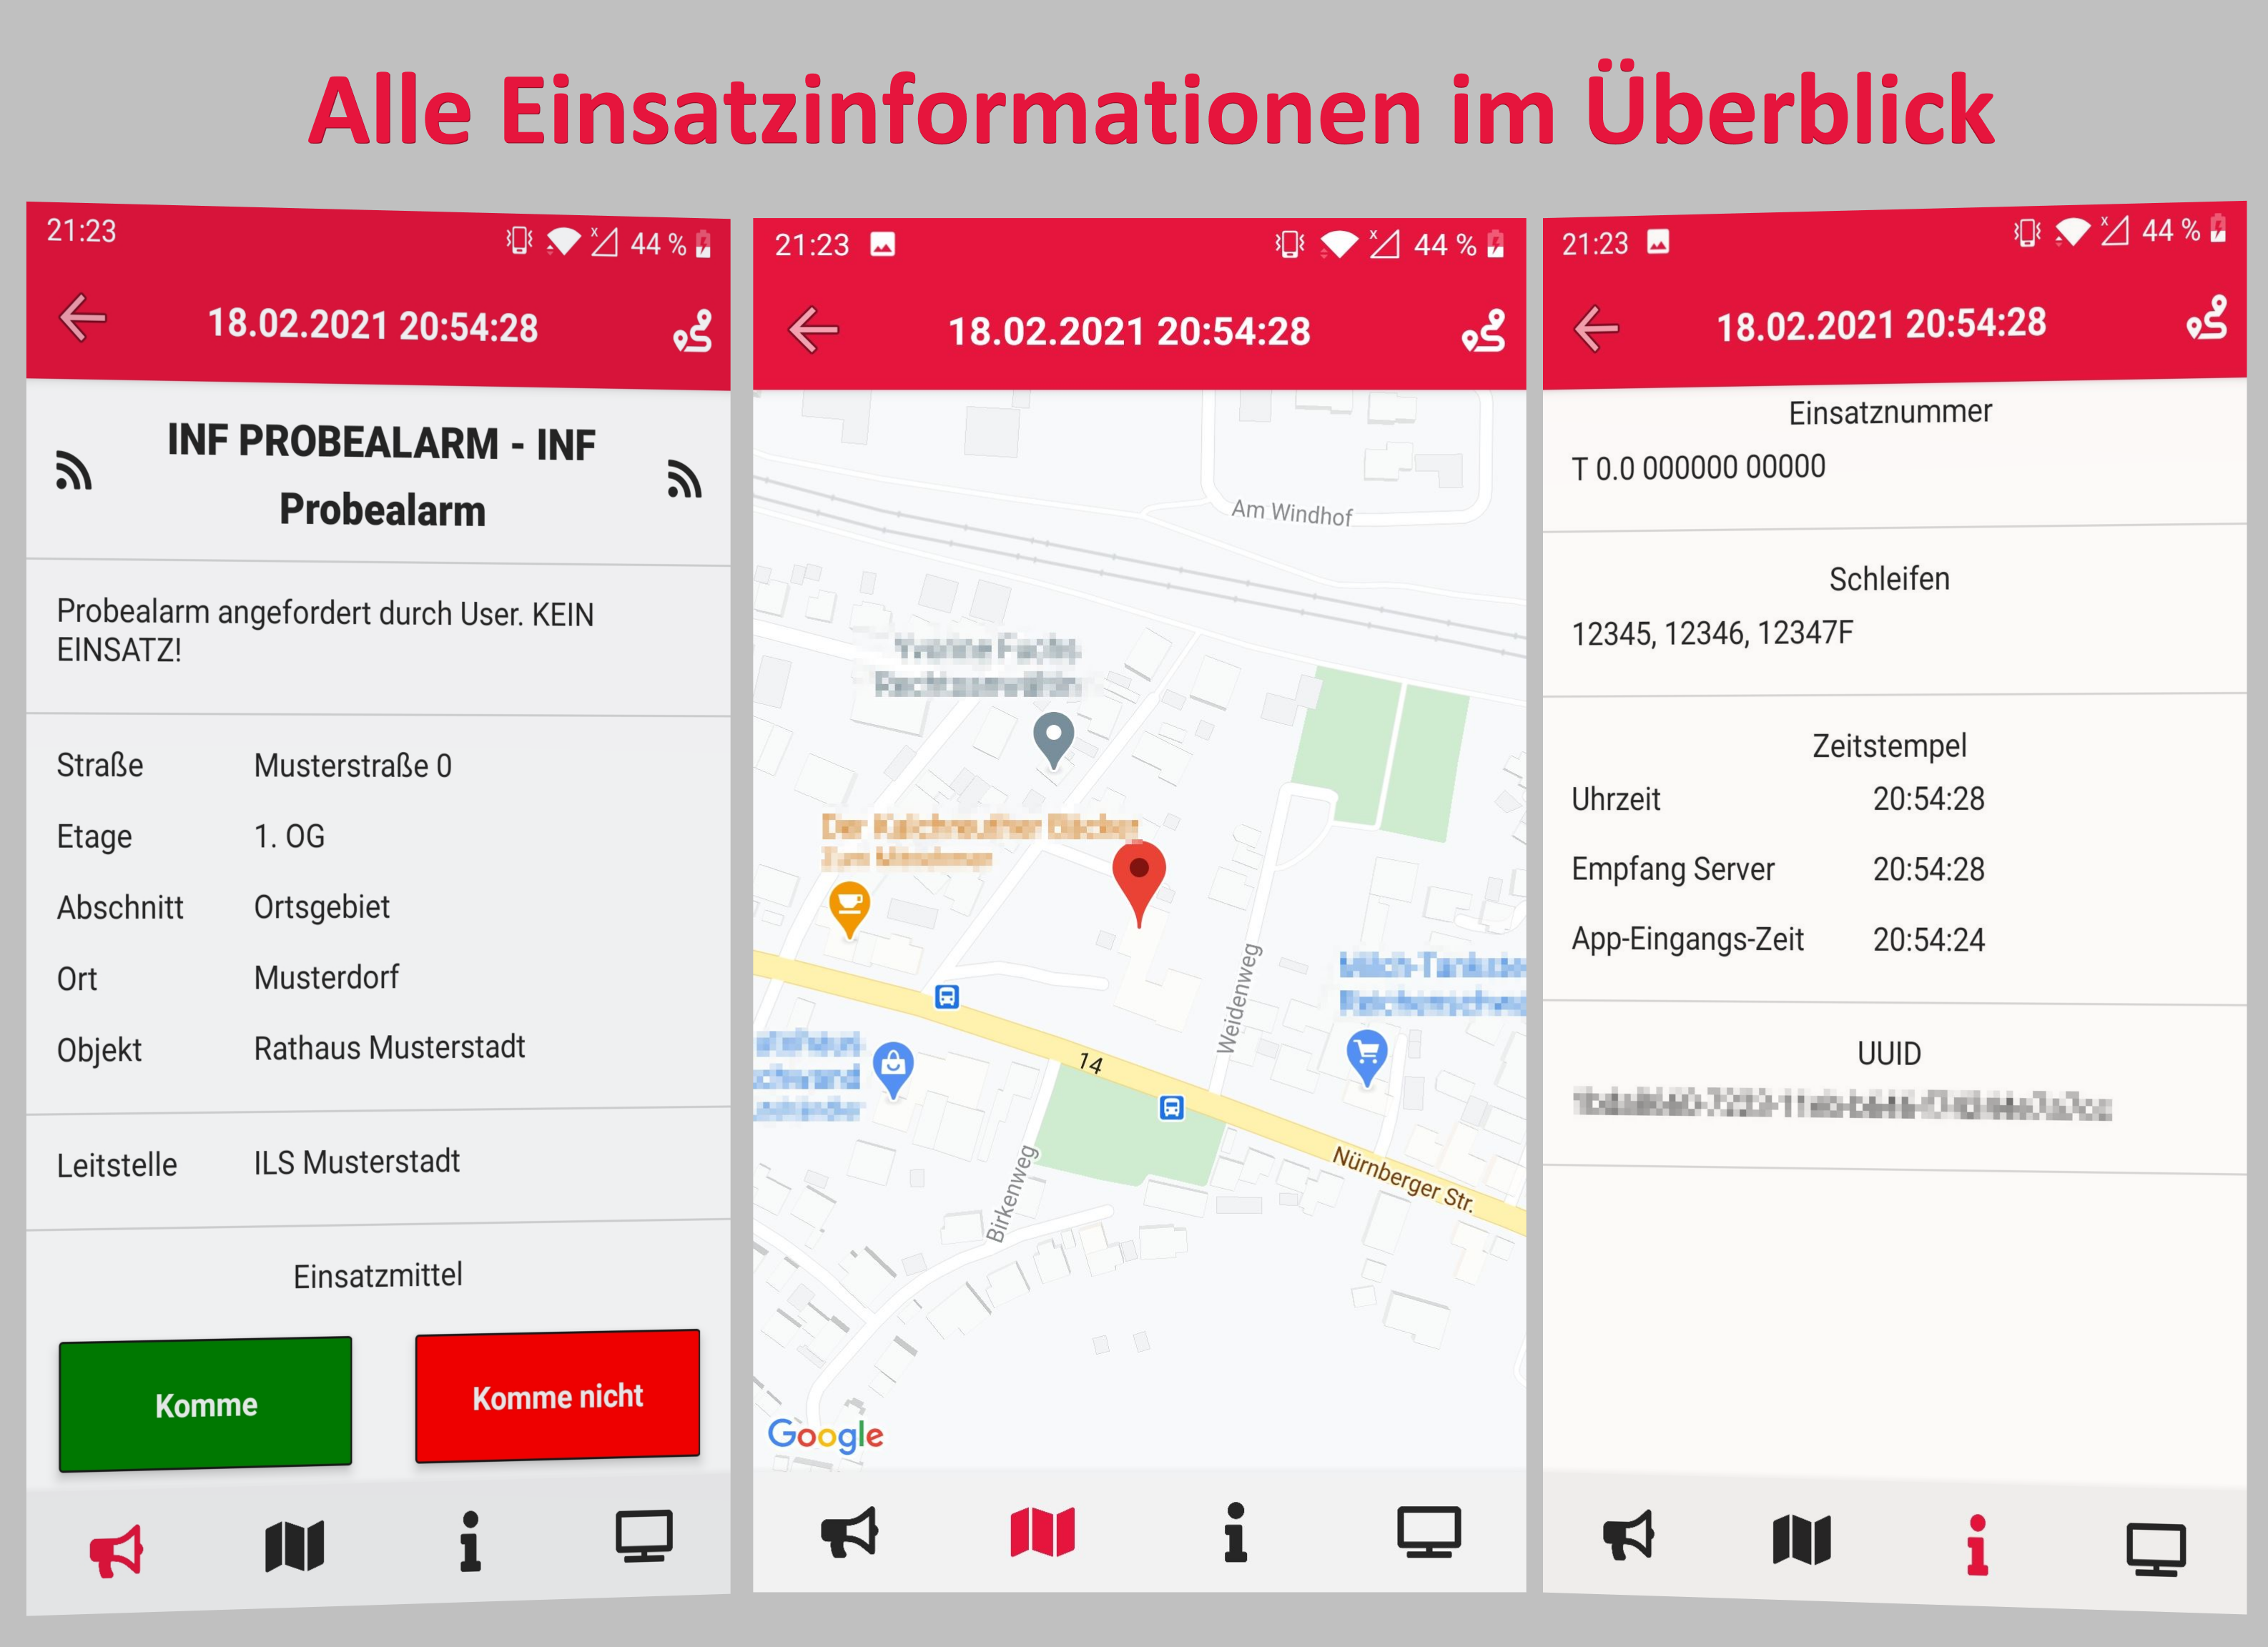 Alle Einsatzinformationen im Überblick
21:23
44 %
18.02.2021 20:54:28
INF PROBEALARM - INF
Probealarm
Probealarm angefordert durch User. KEIN
EINSATZ!
Straße Musterstraße 0
Etage 1. OG
Abschnitt Ortsgebiet
Ort Musterdorf
Objekt Rathaus Musterstadt
Leitstelle ILS Musterstadt
Einsatzmittel
Komme
Komme nicht
21:23
44 %
18.02.2021 20:54:28
Am Windhof
Weidenweg
14
Nürnberger Str.
Birkenweg
Google
21:23
44 %
18.02.2021 20:54:28
Einsatznummer
T 0.0 000000 00000
Schleifen
12345, 12346, 12347F
Zeitstempel
Uhrzeit 20:54:28
Empfang Server 20:54:28
App-Eingangs-Zeit 20:54:24
UUID